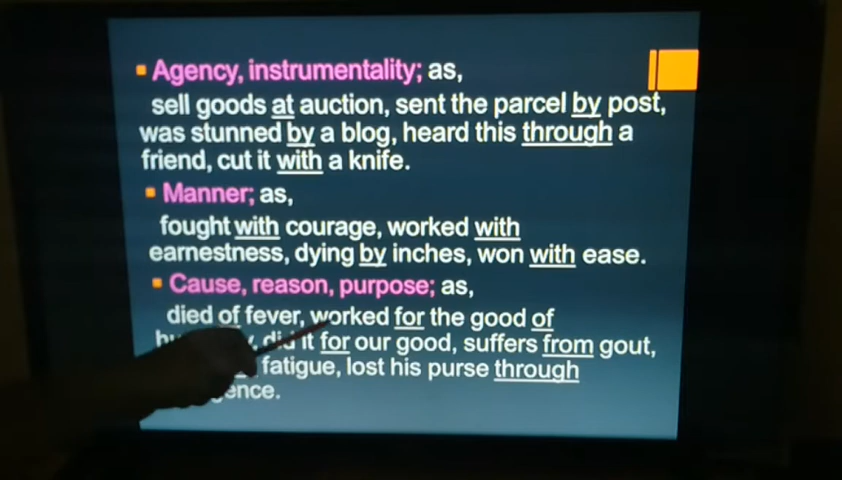 Agency, instrumentality; as,
sell goods at auction, sent the parcel by post,
was stunned by a blog, heard this through a
friend, cut it with a knife.
Manner; as,
fought with courage, worked with
earnestness, dying by inches, won with ease.
Cause, reason, purpose; as,
died of fever, worked for the good of
it for our good, suffers from gout,
fatigue, lost his purse through